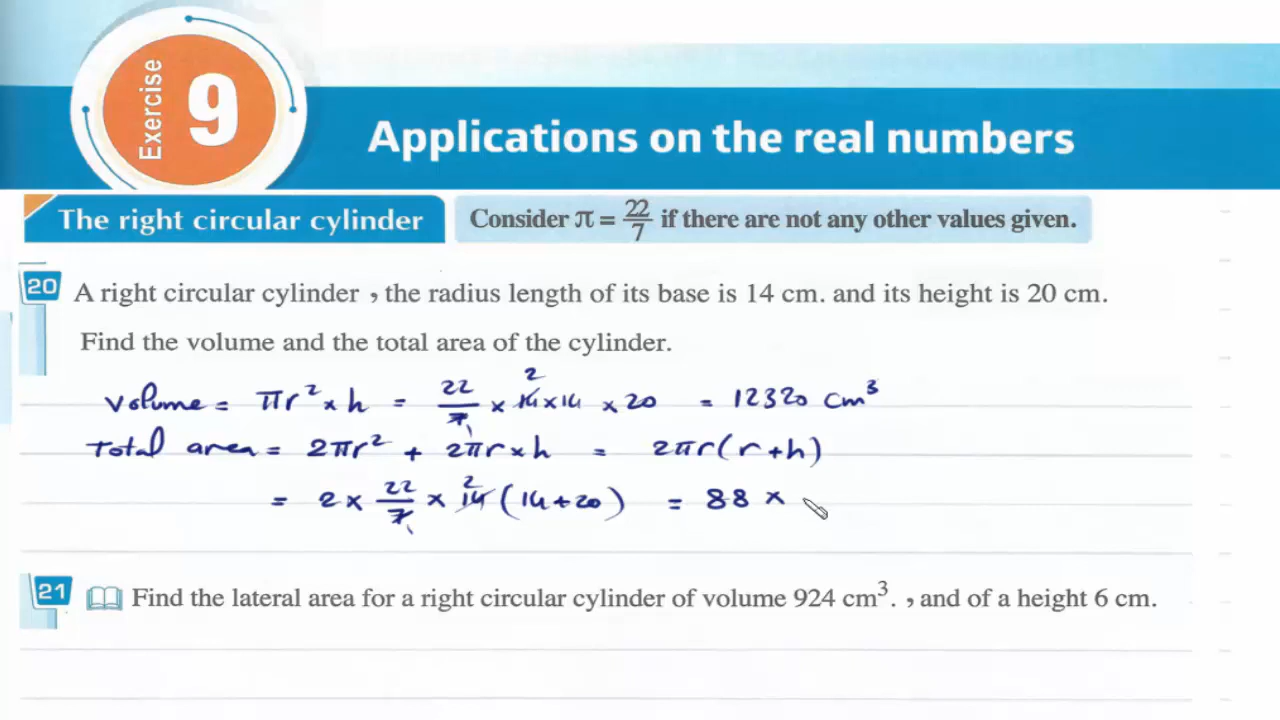 Exercise 9
Applications on the real numbers
The right circular cylinder
Consider π = 22/7 if there are not any other values given.
20 A right circular cylinder , the radius length of its base is 14 cm. and its height is 20 cm.
Find the volume and the total area of the cylinder.
Volume = πr² × h = 22/7 × 14 × 14 × 20 = 12320 cm³
2
1
Total area = 2πr² + 2πr × h = 2πr(r+h)
= 2 × 22/7 × 14 (14+20) = 88 ×
2
1
21 Find the lateral area for a right circular cylinder of volume 924 cm³. , and of a height 6 cm.